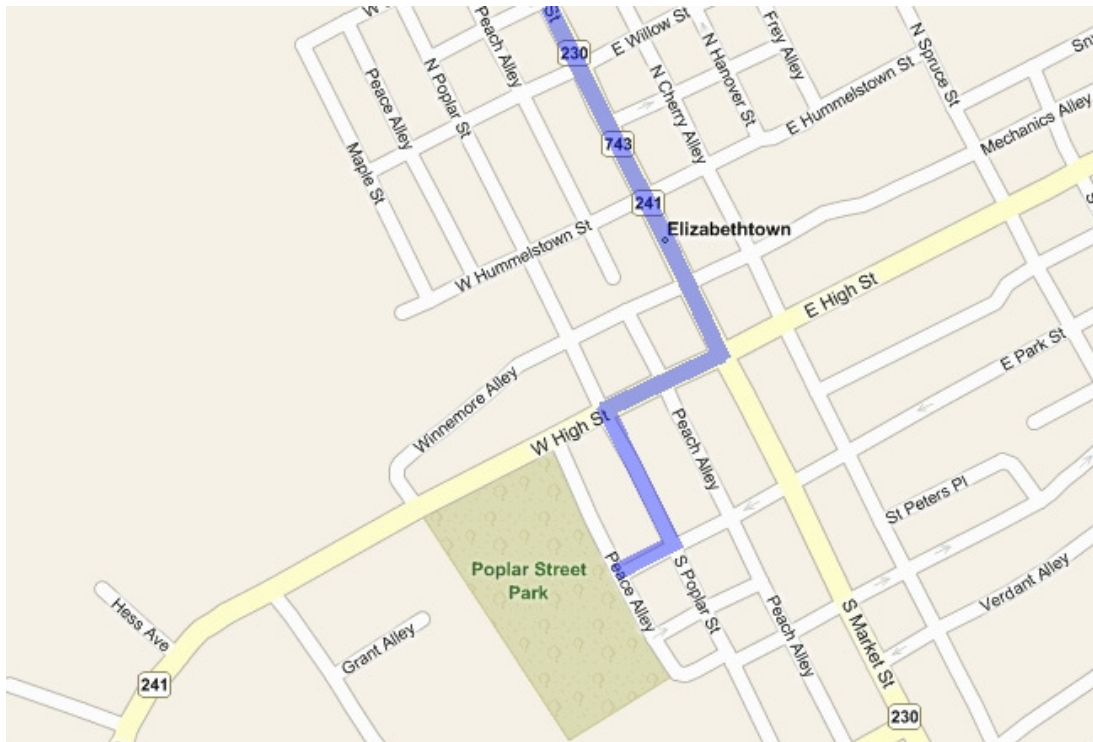 W
St
Peach Alley
230
E Willow St
Frey Alley
N Hanover St
N Spruce St
Peace Alley
N Poplar St
N Cherry Alley
E Hummelstown St
Mechanics Alley
Maple St
743
241
Elizabethtown
W Hummelstown St
E High St
E Park St
Winnemore Alley
W High St
Peach Alley
St Peters Pl
Poplar Street
Park
Peace Alley
S Poplar St
Peach Alley
Verdant Alley
Hess Ave
Grant Alley
S Market St
241
230